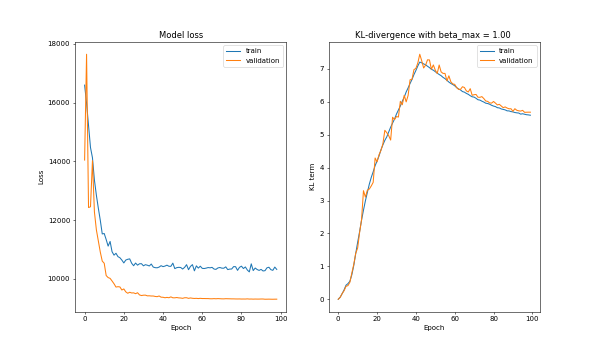 Model loss
train
validation
18000
16000
14000
12000
10000
Loss
0 20 40 60 80 100
Epoch
KL-divergence with beta_max = 1.00
train
validation
7
6
5
4
3
2
1
0
KL term
0 20 40 60 80 100
Epoch